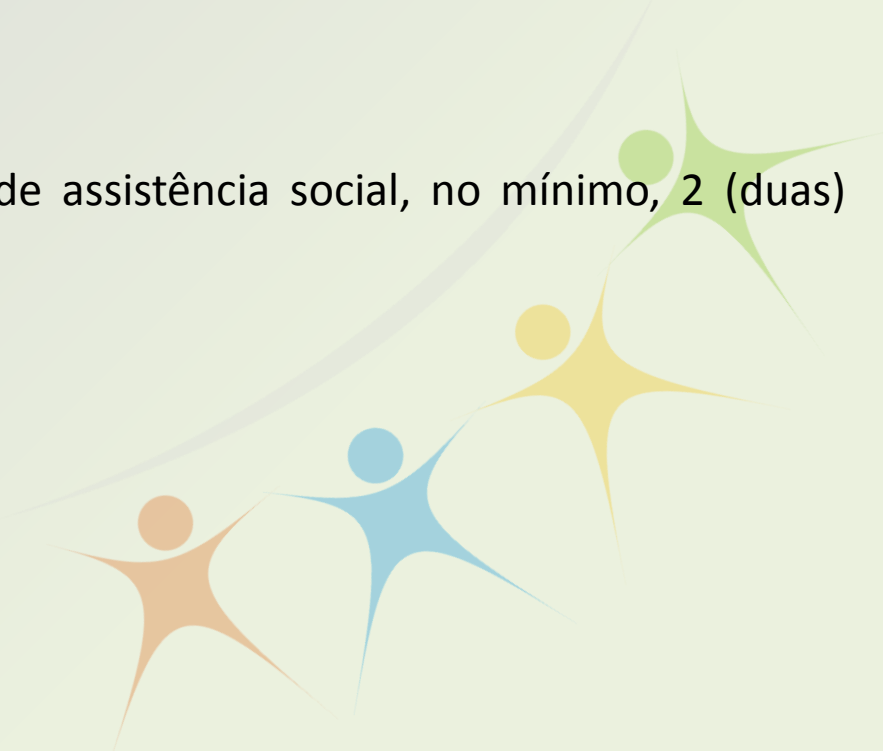 de assistência social, no mínimo, 2 (duas)